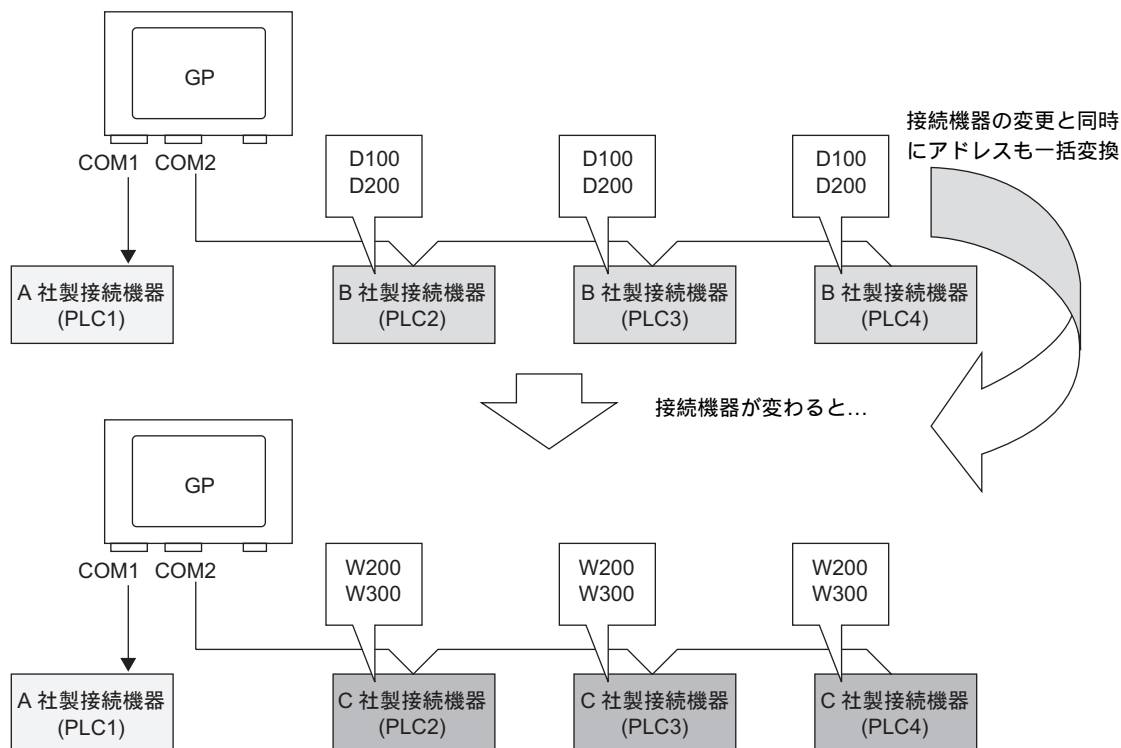 GP
COM1 COM2
D100
D200
D100
D200
D100
D200
接続機器の変更と同時
にアドレスも一括変換
A 社製接続機器
(PLC1)
B 社製接続機器
(PLC2)
B 社製接続機器
(PLC3)
B 社製接続機器
(PLC4)
接続機器が変わると…
GP
COM1 COM2
W200
W300
W200
W300
W200
W300
A 社製接続機器
(PLC1)
C 社製接続機器
(PLC2)
C 社製接続機器
(PLC3)
C 社製接続機器
(PLC4)